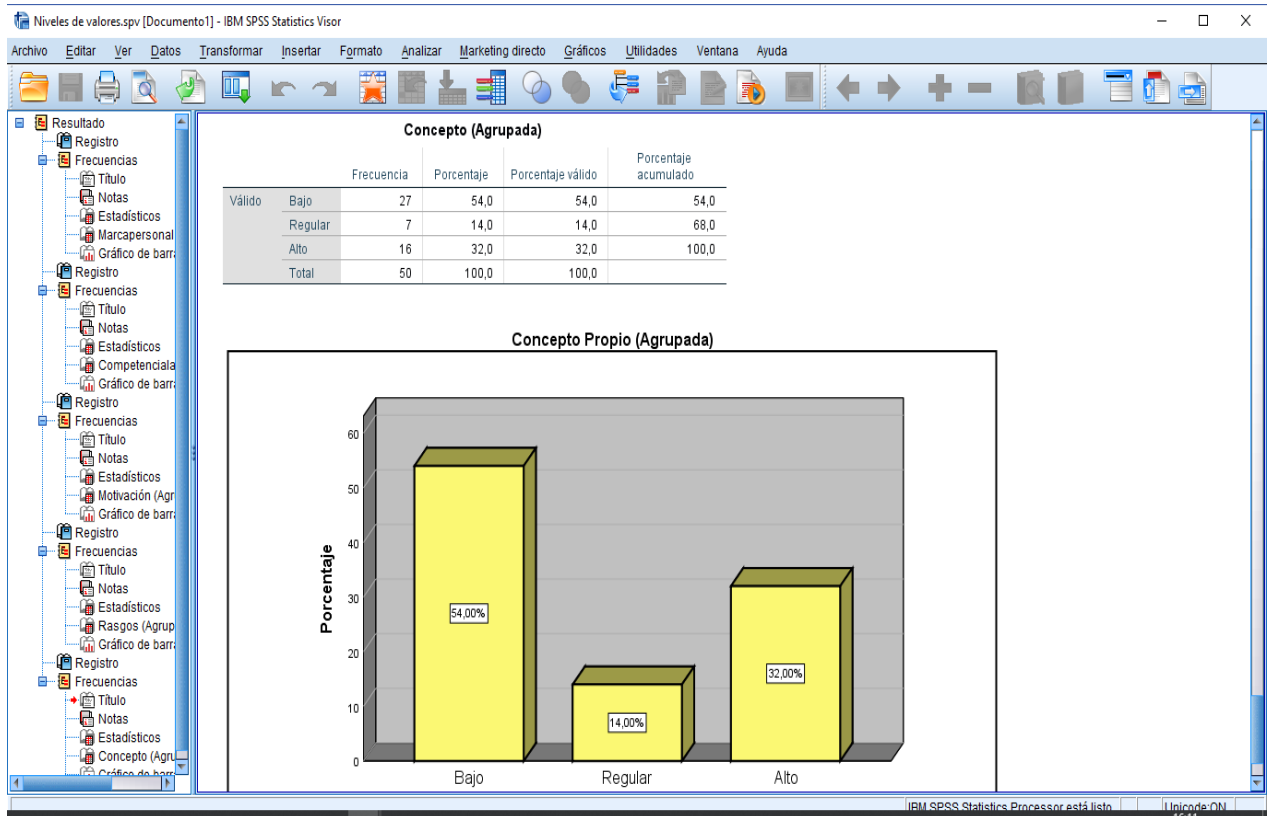 Niveles de valores.spv [Documento1] - IBM SPSS Statistics Visor
Archivo Editar Ver Datos Transformar Insertar Formato Analizar Marketing directo Gráficos Utilidades Ventana Ayuda
Resultado
Registro
Frecuencias
Título
Notas
Estadísticos
Marcapersonal
Gráfico de barra
Registro
Frecuencias
Título
Notas
Estadísticos
Competenciala
Gráfico de barra
Registro
Frecuencias
Título
Notas
Estadísticos
Motivación (Agr
Gráfico de barra
Registro
Frecuencias
Título
Notas
Estadísticos
Rasgos (Agrup
Gráfico de barra
Registro
Frecuencias
Título
Notas
Estadísticos
Concepto (Agru
Gráfico de barr
Concepto (Agrupada)
Frecuencia Porcentaje Porcentaje válido Porcentaje acumulado
Válido Bajo 27 54,0 54,0 54,0
Regular 7 14,0 14,0 68,0
Alto 16 32,0 32,0 100,0
Total 50 100,0 100,0
Concepto Propio (Agrupada)
Porcentaje
60
50
40
30
20
10
0
54,00%
14,00%
32,00%
Bajo Regular Alto
IBM SPSS Statistics Processor está listo Unicode:ON